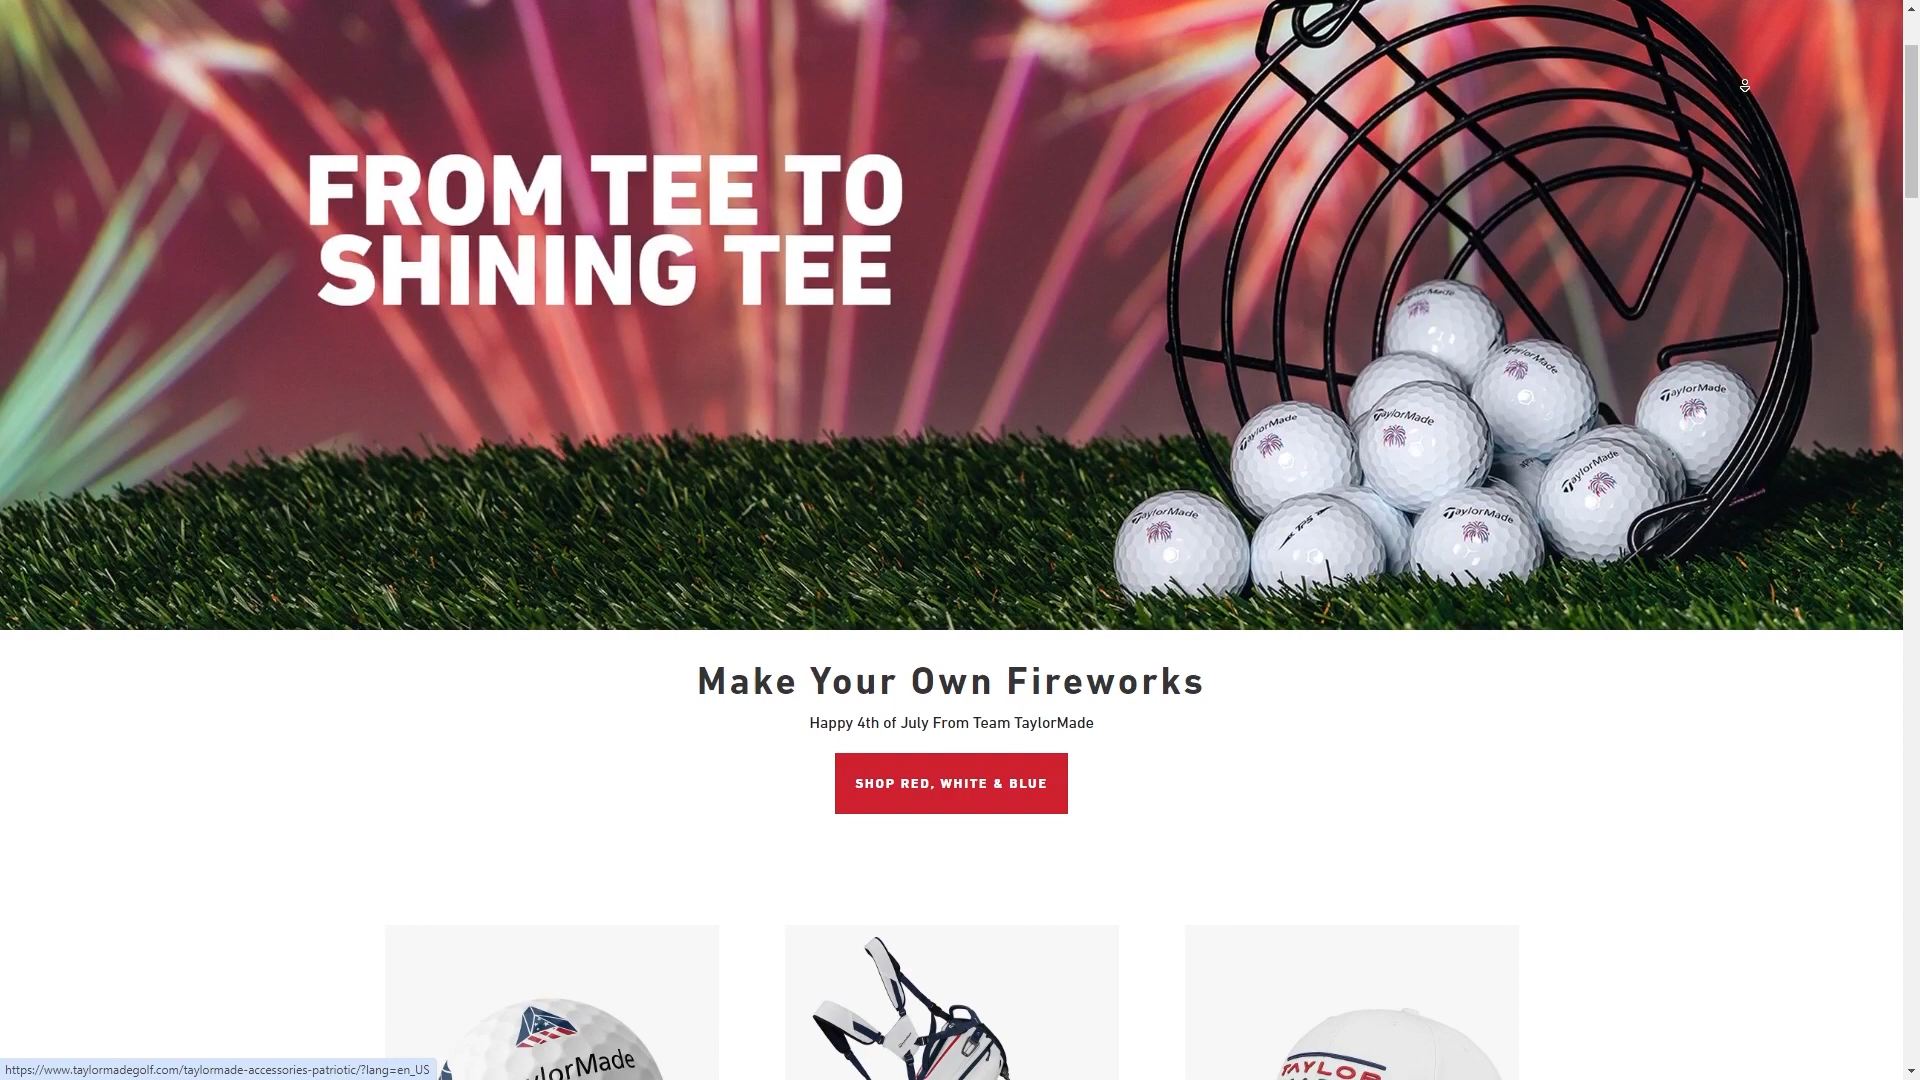 FROM TEE TO
SHINING TEE
TaylorMade
TaylorMade
TaylorMade
TaylorMade
TaylorMade
TaylorMade
TaylorMade
TP5
TaylorMade
Make Your Own Fireworks
Happy 4th of July From Team TaylorMade
SHOP RED, WHITE & BLUE
TaylorMade
TAYLOR
https://www.taylormadegolf.com/taylormade-accessories-patriotic/?lang=en_US